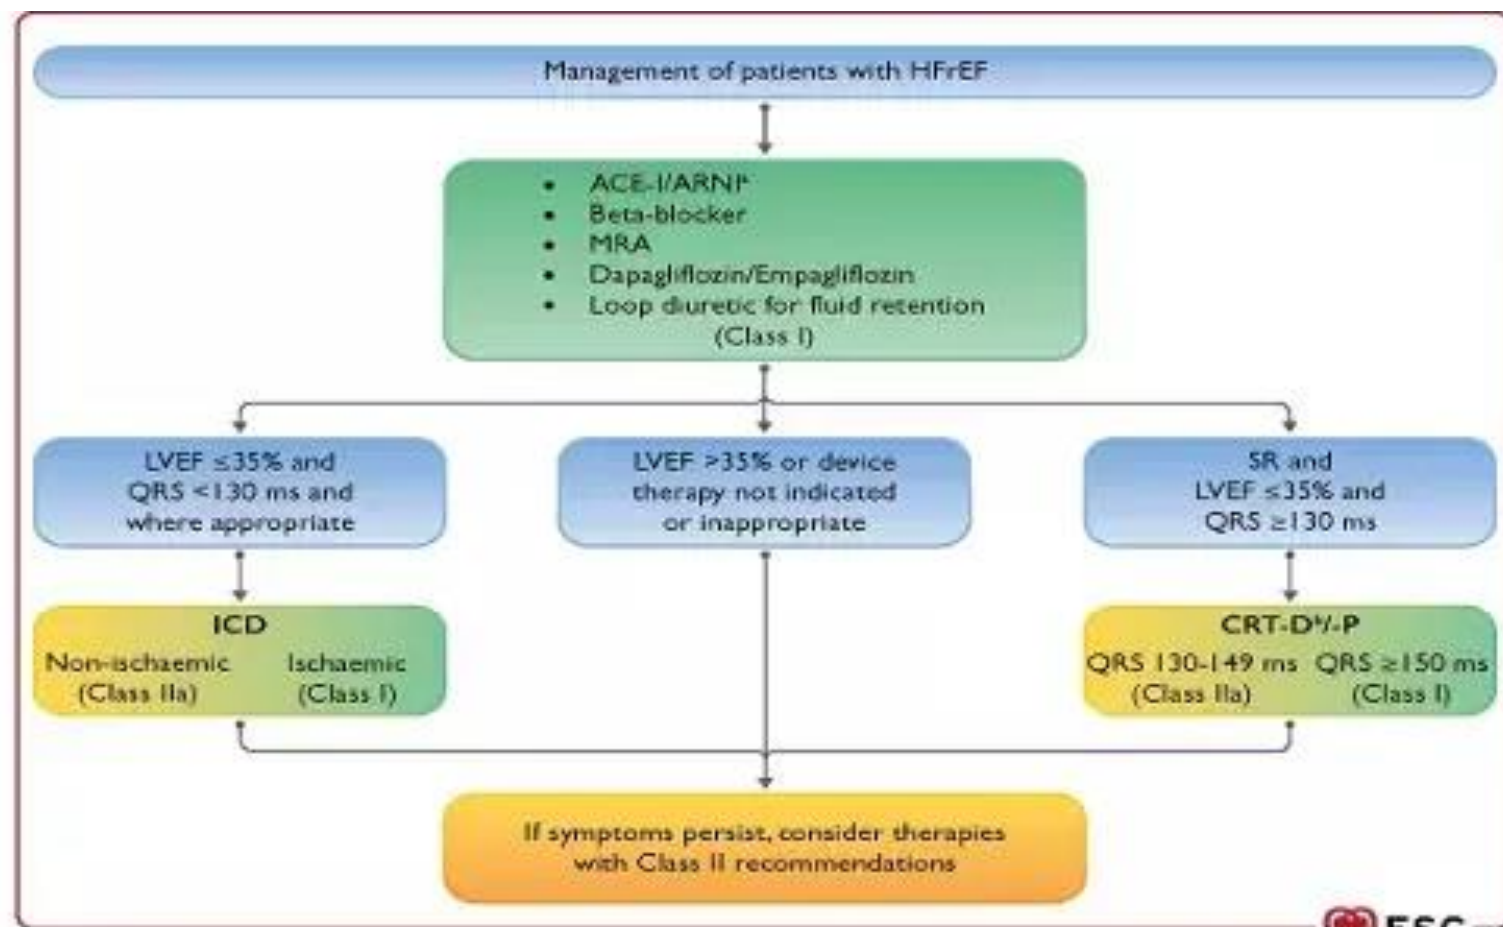 Management of patients with HFrEF
• ACE-I/ARNIᵃ
• Beta-blocker
• MRA
• Dapagliflozin/Empagliflozin
• Loop diuretic for fluid retention
(Class I)
LVEF ≤35% and
QRS <130 ms and
where appropriate
LVEF >35% or device
therapy not indicated
or inappropriate
SR and
LVEF ≤35% and
QRS ≥130 ms
ICD
Non-ischaemic
(Class IIa)
Ischaemic
(Class I)
CRT-Dᵇ/-P
QRS 130-149 ms
(Class IIa)
QRS ≥150 ms
(Class I)
If symptoms persist, consider therapies
with Class II recommendations
ESC